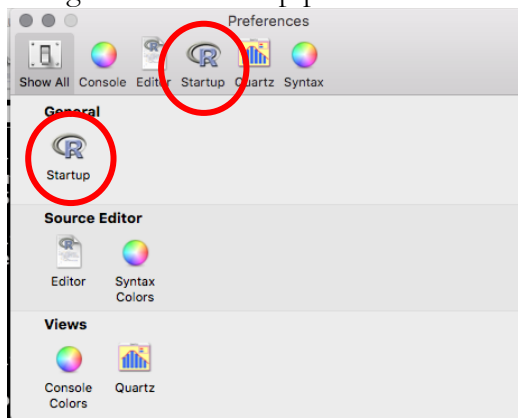 Preferences
Show All Console Editor Startup Quartz Syntax
General
Startup
Source Editor
Editor Syntax
Colors
Views
Console Quartz
Colors